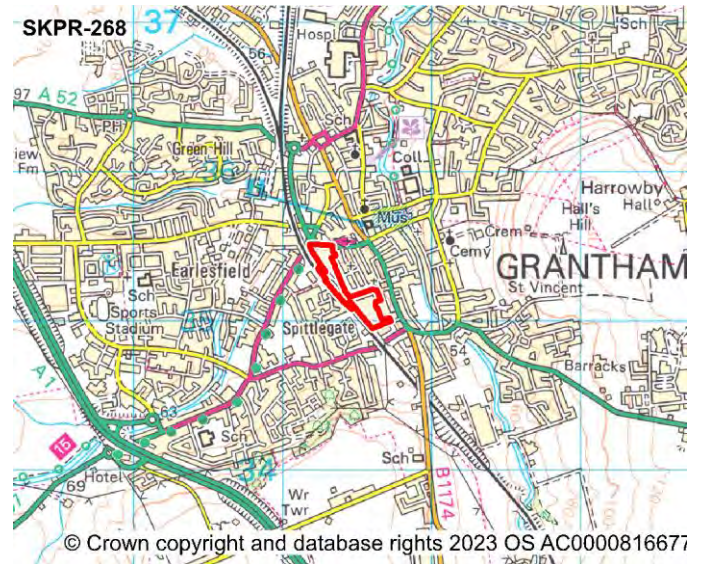 SKPR-268
37
56
Hospl
Sch
97
A 52
PH
Sch
Green Hill
iew
Fm
36
Coll
Harrowby
Hall
Hall's
Hill
Mus
Crem
Cemy
GRANTHAM
Earlesfield
St Vincent
Sch
Sports
Stadium
35
Spittlegate
54
Barracks
A1
63
15
Sch
34
Sch
Hotel
69
Wr
Twr
B1174
© Crown copyright and database rights 2023 OS AC0000816677